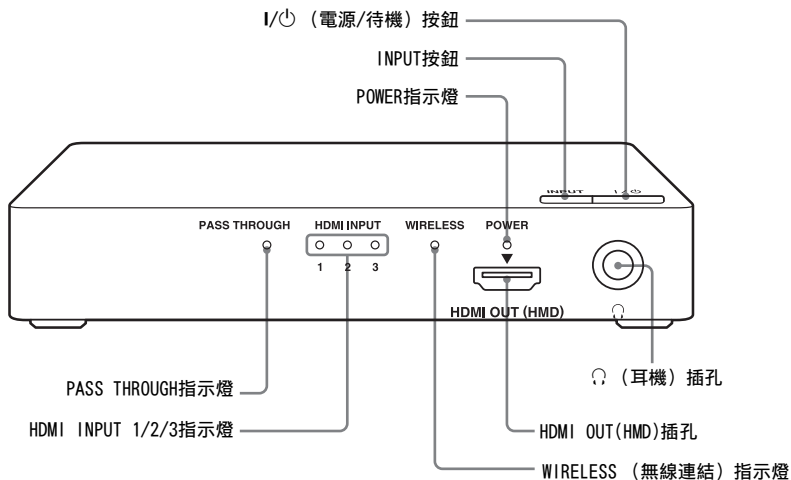 I/⏻ （電源/待機）按鈕
INPUT按鈕
POWER指示燈
INPUT I/⏻
PASS THROUGH HDMI INPUT WIRELESS POWER
1 2 3
HDMI OUT (HMD)
PASS THROUGH指示燈
（耳機）插孔
HDMI INPUT 1/2/3指示燈
HDMI OUT(HMD)插孔
WIRELESS （無線連結）指示燈